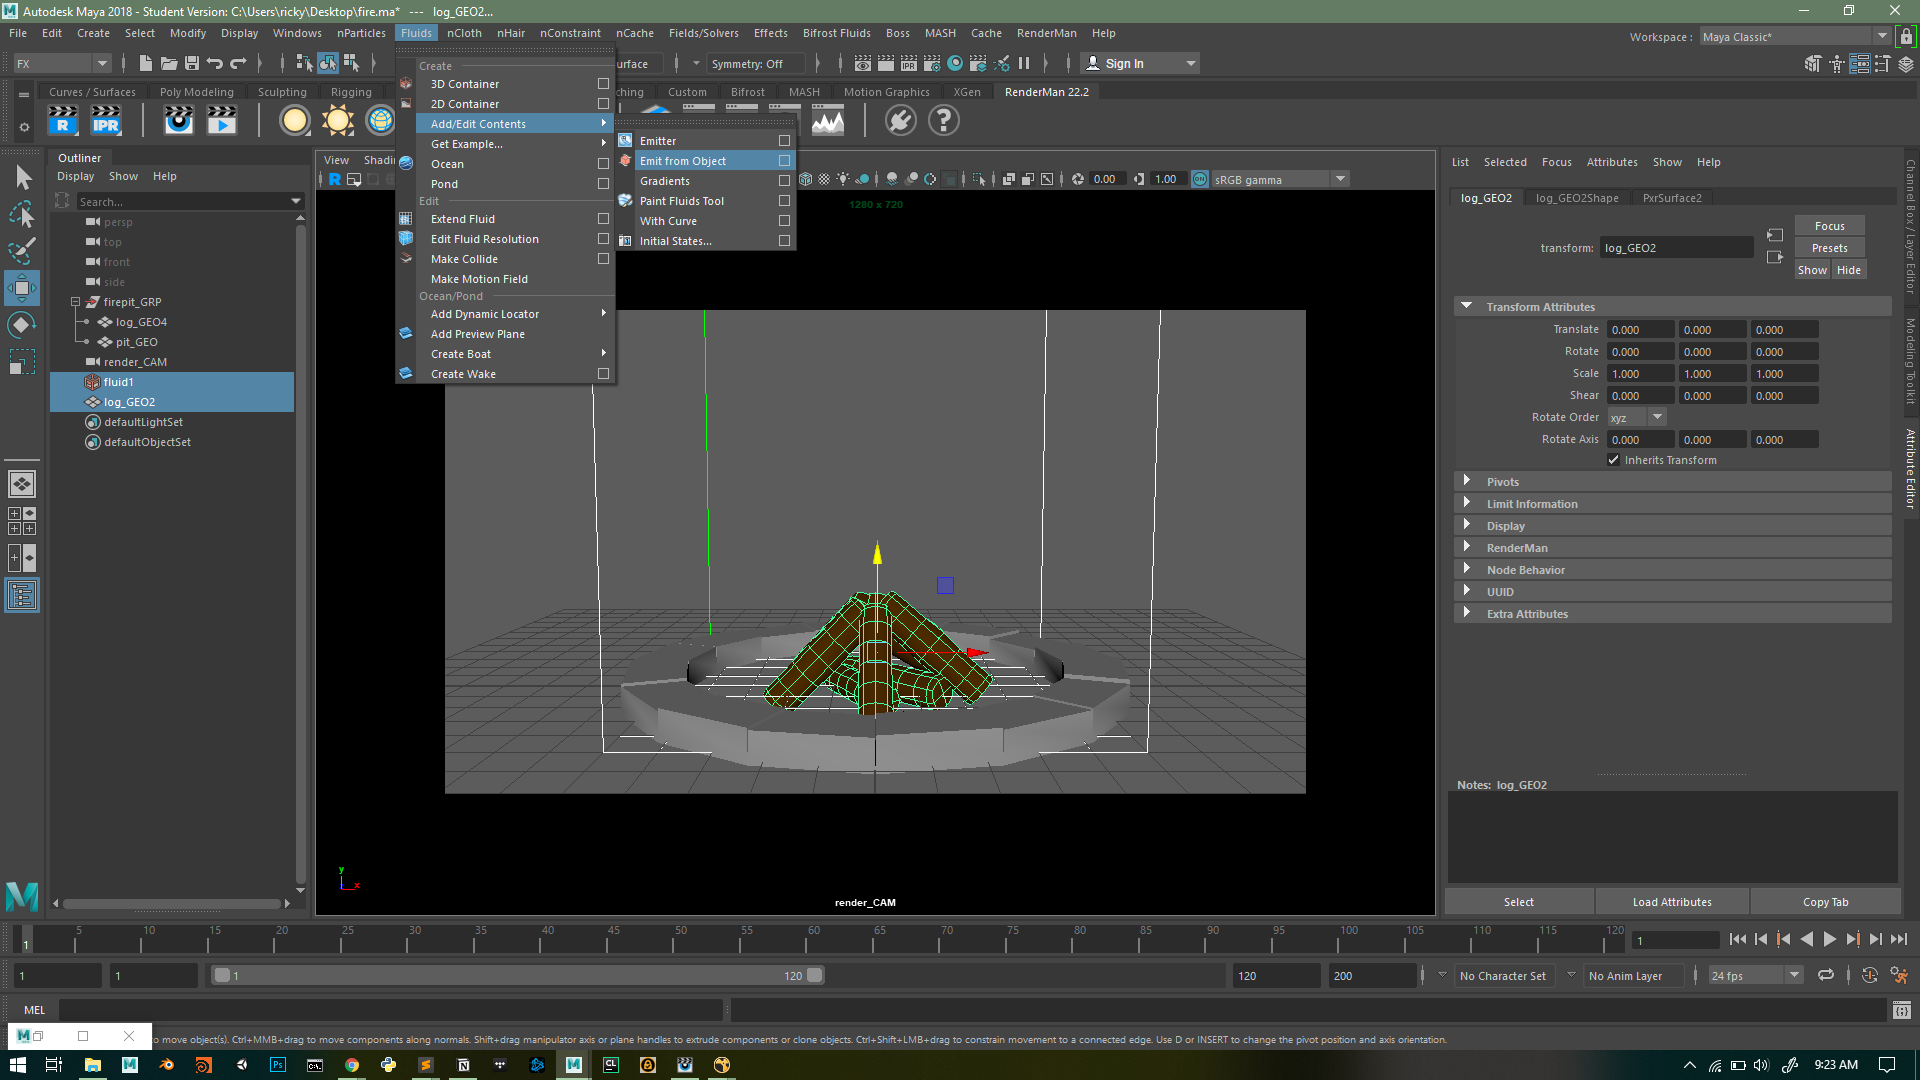 Autodesk Maya 2018 - Student Version: C:\Users\ricky\Desktop\fire.ma*   ---   log_GEO2...
File Edit Create Select Modify Display Windows nParticles Fluids nCloth nHair nConstraint nCache Fields/Solvers Effects Bifrost Fluids Boss MASH Cache RenderMan Help
Workspace : Maya Classic*
FX
urface
Symmetry: Off
Sign In
Curves / Surfaces Poly Modeling Sculpting Rigging
ching Custom Bifrost MASH Motion Graphics XGen RenderMan 22.2
R IPR
Create
3D Container
2D Container
Add/Edit Contents
Get Example...
Ocean
Pond
Edit
Extend Fluid
Edit Fluid Resolution
Make Collide
Make Motion Field
Ocean/Pond
Add Dynamic Locator
Add Preview Plane
Create Boat
Create Wake
Emitter
Emit from Object
Gradients
Paint Fluids Tool
With Curve
Initial States...
Outliner
Display Show Help
Search...
persp
top
front
side
firepit_GRP
log_GEO4
pit_GEO
render_CAM
fluid1
log_GEO2
defaultLightSet
defaultObjectSet
View Shadi
R
0.00 1.00 ON sRGB gamma
1280 x 720
y
x
render_CAM
List Selected Focus Attributes Show Help
log_GEO2 log_GEO2Shape PxrSurface2
transform: log_GEO2
Focus
Presets
Show Hide
Transform Attributes
Translate 0.000 0.000 0.000
Rotate 0.000 0.000 0.000
Scale 1.000 1.000 1.000
Shear 0.000 0.000 0.000
Rotate Order xyz
Rotate Axis 0.000 0.000 0.000
Inherits Transform
Pivots
Limit Information
Display
RenderMan
Node Behavior
UUID
Extra Attributes
Notes: log_GEO2
Select Load Attributes Copy Tab
Channel Box / Layer Editor
Modeling Toolkit
Attribute Editor
1 5 10 15 20 25 30 35 40 45 50 55 60 65 70 75 80 85 90 95 100 105 110 115 120
1
1 1 1 120 120 200 No Character Set No Anim Layer 24 fps
MEL
to move object(s). Ctrl+MMB+drag to move components along normals. Shift+drag manipulator axis or plane handles to extrude components or clone objects. Ctrl+Shift+LMB+drag to constrain movement to a connected edge. Use D or INSERT to change the pivot position and axis orientation.
9:23 AM